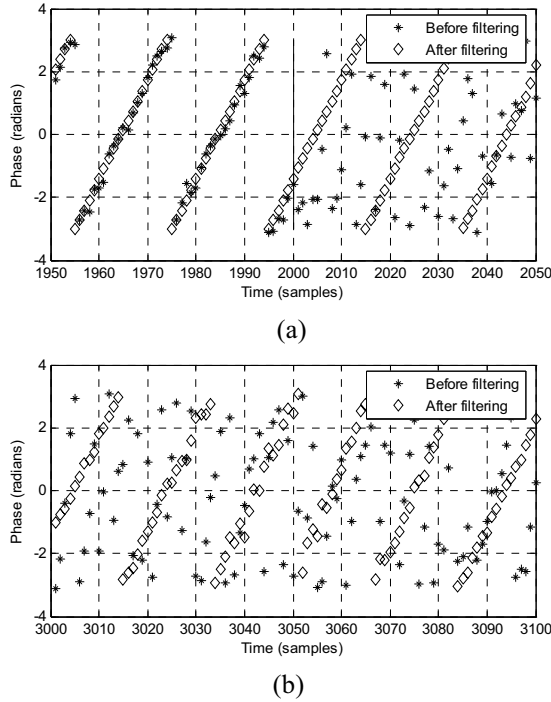 4
2
0
-2
-4
Phase (radians)
Before filtering
After filtering
1950 1960 1970 1980 1990 2000 2010 2020 2030 2040 2050
Time (samples)
(a)
4
2
0
-2
-4
Phase (radians)
Before filtering
After filtering
3000 3010 3020 3030 3040 3050 3060 3070 3080 3090 3100
Time (samples)
(b)